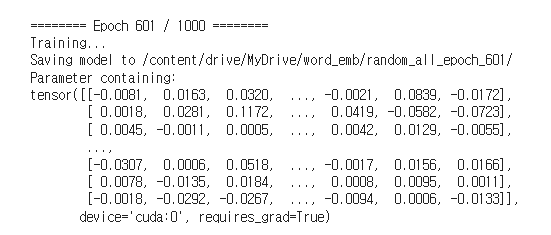 ======== Epoch 601 / 1000 ========
Training...
Saving model to /content/drive/MyDrive/word_emb/random_all_epoch_601/
Parameter containing:
tensor([[-0.0081,  0.0163,  0.0320,  ..., -0.0021,  0.0839, -0.0172],
        [ 0.0018,  0.0281,  0.1172,  ...,  0.0419, -0.0582, -0.0723],
        [ 0.0045, -0.0011,  0.0005,  ...,  0.0042,  0.0129, -0.0055],
        ...,
        [-0.0307,  0.0006,  0.0518,  ..., -0.0017,  0.0156,  0.0166],
        [ 0.0078, -0.0135,  0.0184,  ...,  0.0008,  0.0095,  0.0011],
        [-0.0018, -0.0292, -0.0267,  ..., -0.0094,  0.0006, -0.0133]],
       device='cuda:0', requires_grad=True)